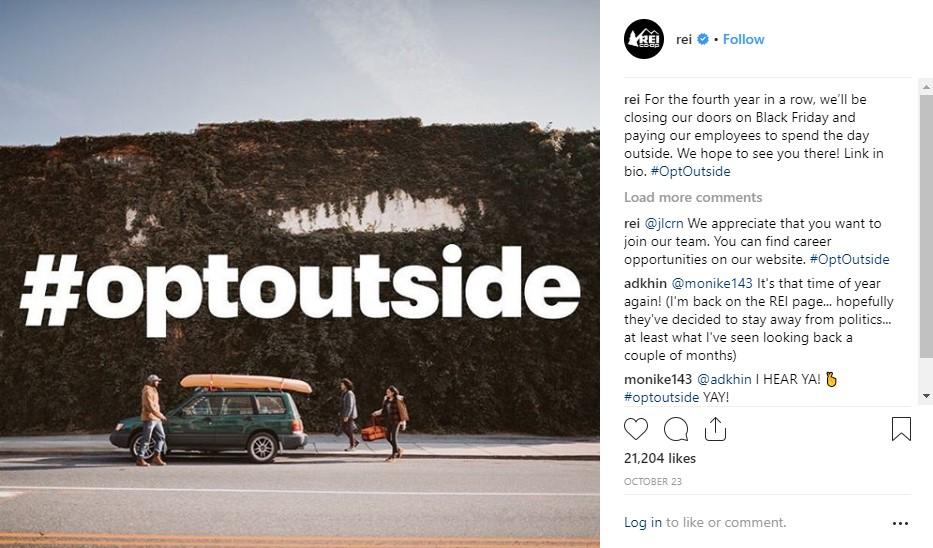 #optoutside
REI
CO-OP
rei • Follow
rei For the fourth year in a row, we'll be
closing our doors on Black Friday and
paying our employees to spend the day
outside. We hope to see you there! Link in
bio. #OptOutside
Load more comments
rei @jlcrn We appreciate that you want to
join our team. You can find career
opportunities on our website. #OptOutside
adkhin @monike143 It's that time of year
again! (I'm back on the REI page... hopefully
they've decided to stay away from politics...
at least what I've seen looking back a
couple of months)
monike143 @adkhin I HEAR YA!
#optoutside YAY!
21,204 likes
OCTOBER 23
Log in to like or comment.